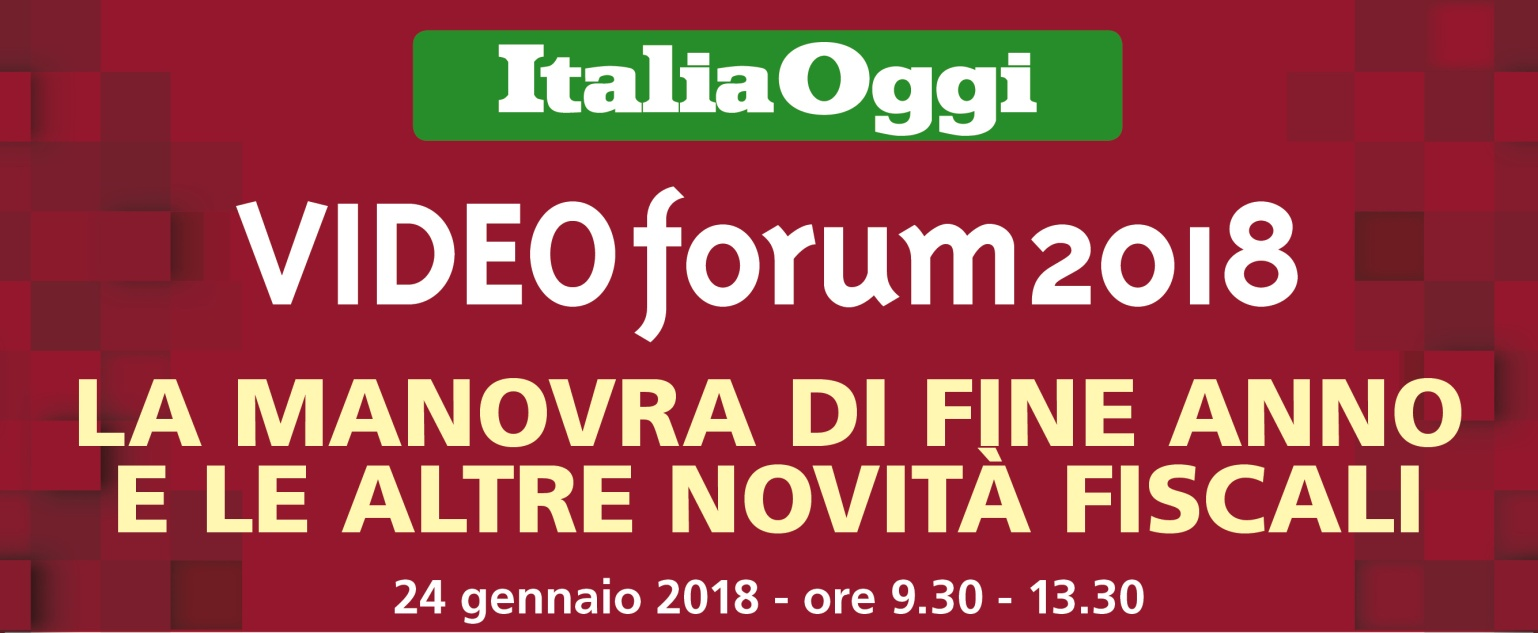 ItaliaOggi
VIDEOforum2018
LA MANOVRA DI FINE ANNO
E LE ALTRE NOVITÀ FISCALI
24 gennaio 2018 - ore 9.30 - 13.30